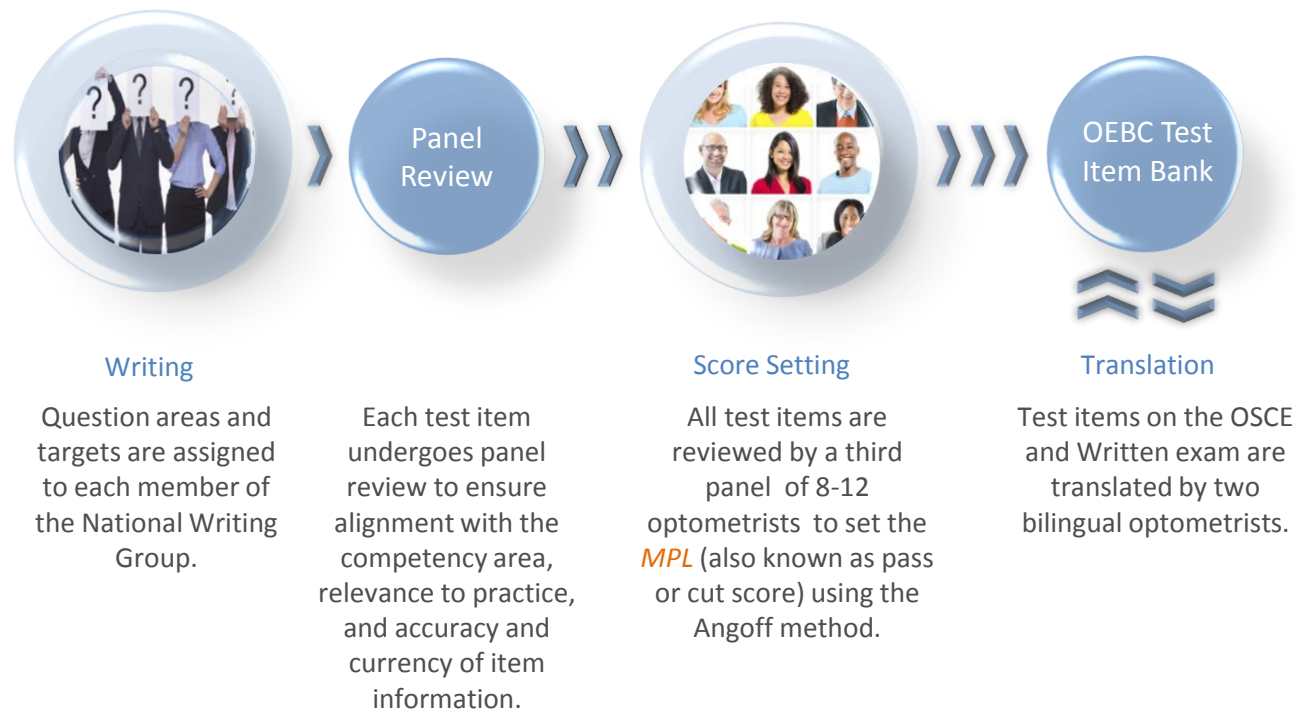 ?
?
?
?
Panel
Review
OEBC Test
Item Bank
Writing
Question areas and
targets are assigned
to each member of
the National Writing
Group.
Each test item
undergoes panel
review to ensure
alignment with the
competency area,
relevance to practice,
and accuracy and
currency of item
information.
Score Setting
All test items are
reviewed by a third
panel of 8-12
optometrists to set the
MPL (also known as pass
or cut score) using the
Angoff method.
Translation
Test items on the OSCE
and Written exam are
translated by two
bilingual optometrists.